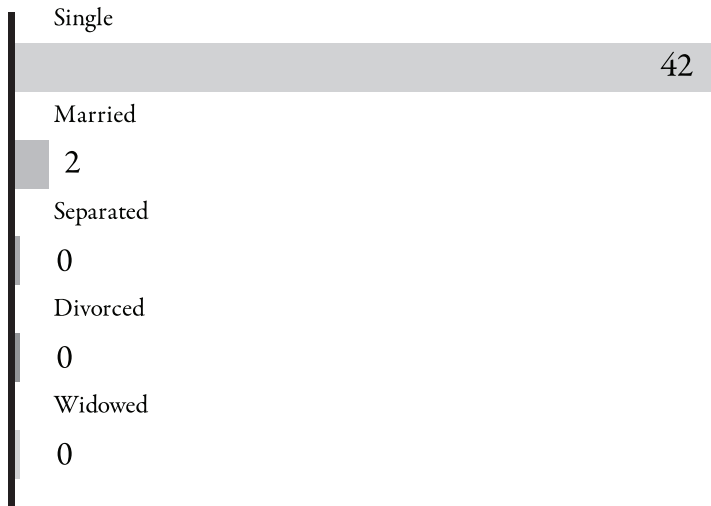 Single
42
Married
2
Separated
0
Divorced
0
Widowed
0